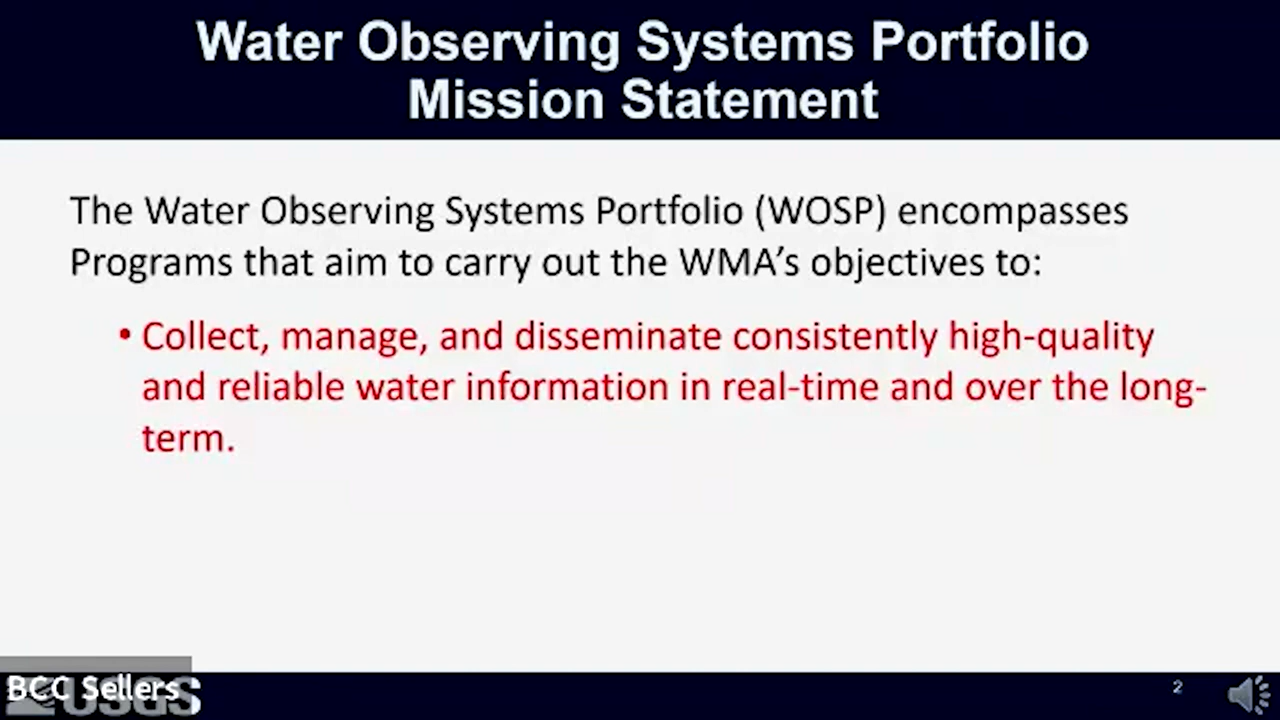 Water Observing Systems Portfolio
Mission Statement
The Water Observing Systems Portfolio (WOSP) encompasses
Programs that aim to carry out the WMA's objectives to:
• Collect, manage, and disseminate consistently high-quality
and reliable water information in real-time and over the long-
term.
BCC Sellers
USGS
2